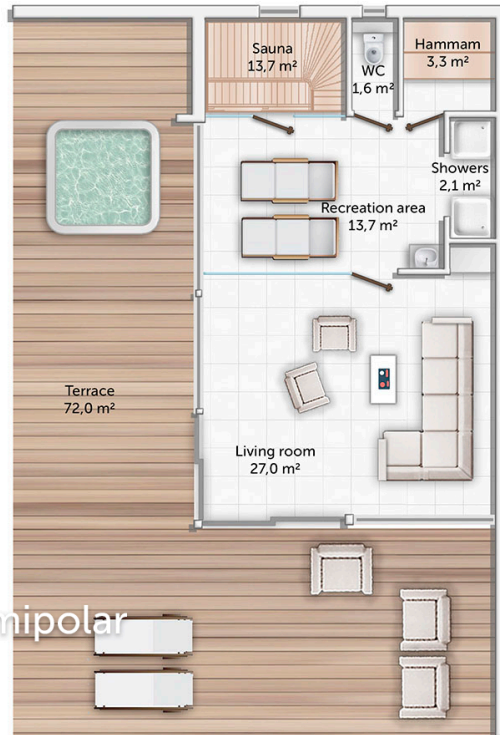 Sauna
13,7 m²
WC
1,6 m²
Hammam
3,3 m²
Showers
2,1 m²
Recreation area
13,7 m²
Terrace
72,0 m²
Living room
27,0 m²
mipolar